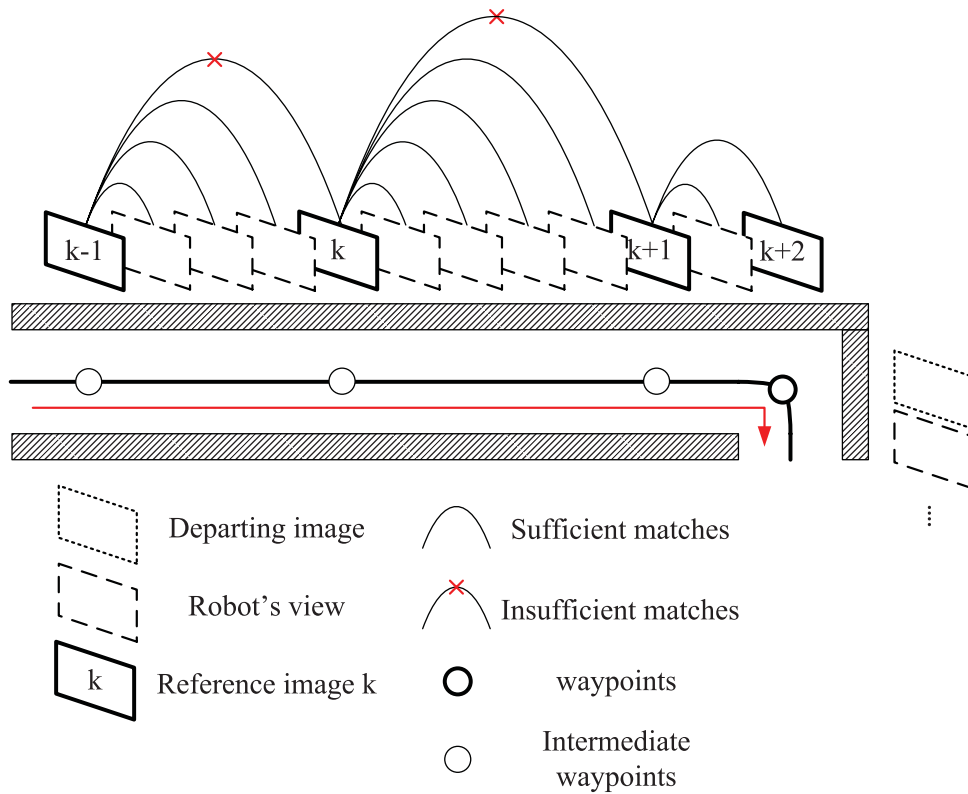 k-1
k
k+1
k+2
Departing image
Sufficient matches
Robot's view
Insufficient matches
k
Reference image k
waypoints
Intermediate
waypoints